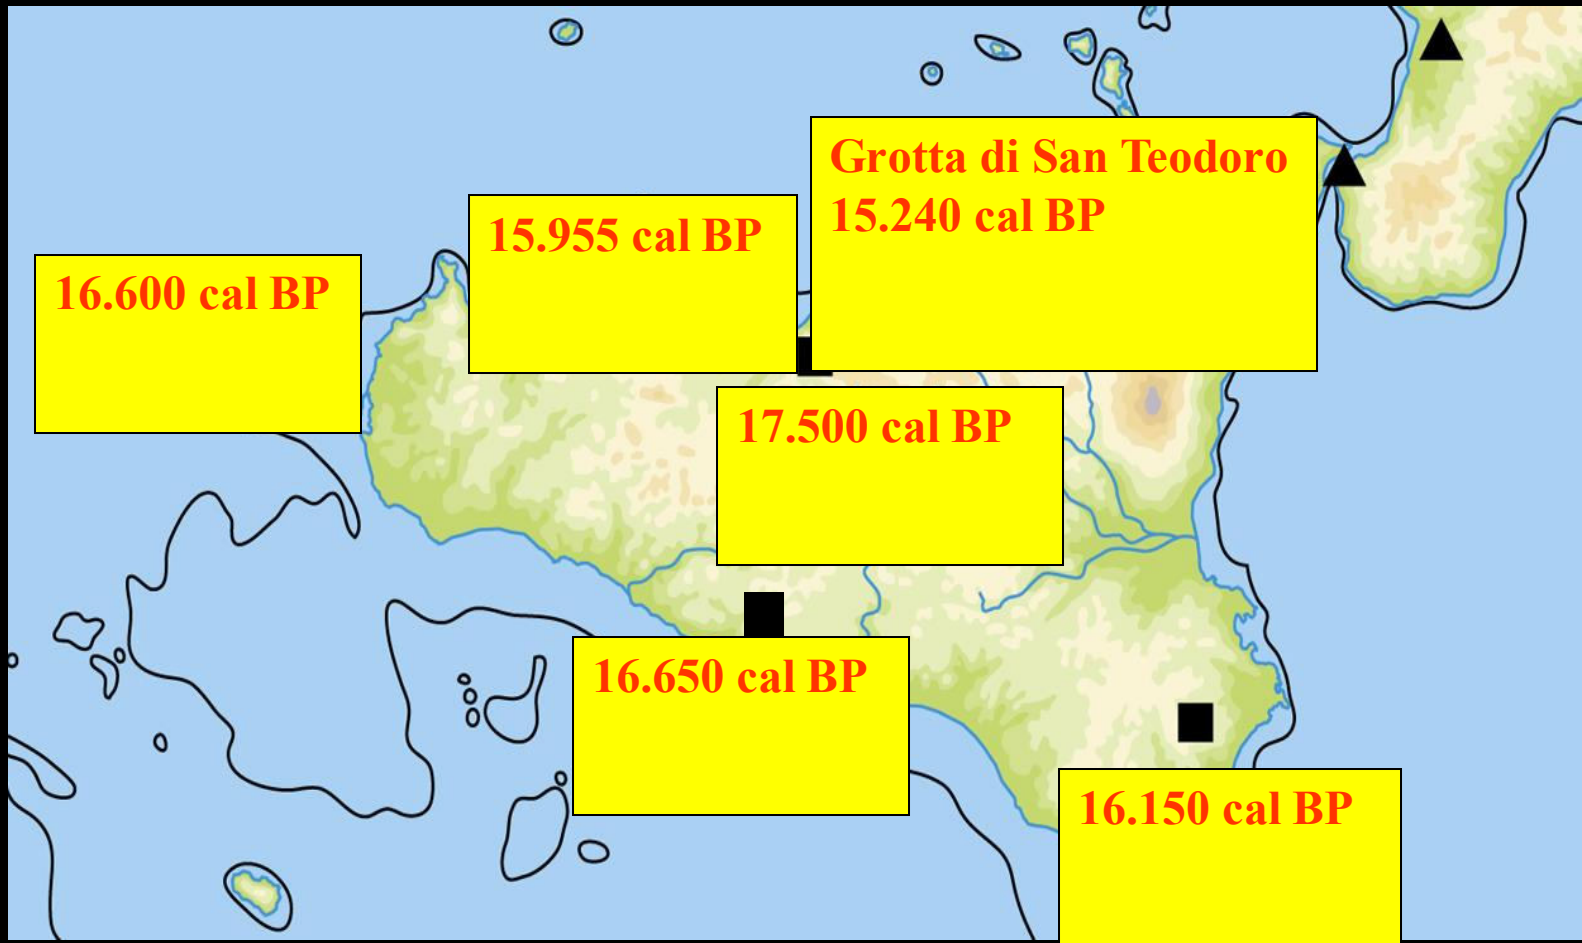 Grotta di San Teodoro
15.240 cal BP
15.955 cal BP
16.600 cal BP
17.500 cal BP
16.650 cal BP
16.150 cal BP